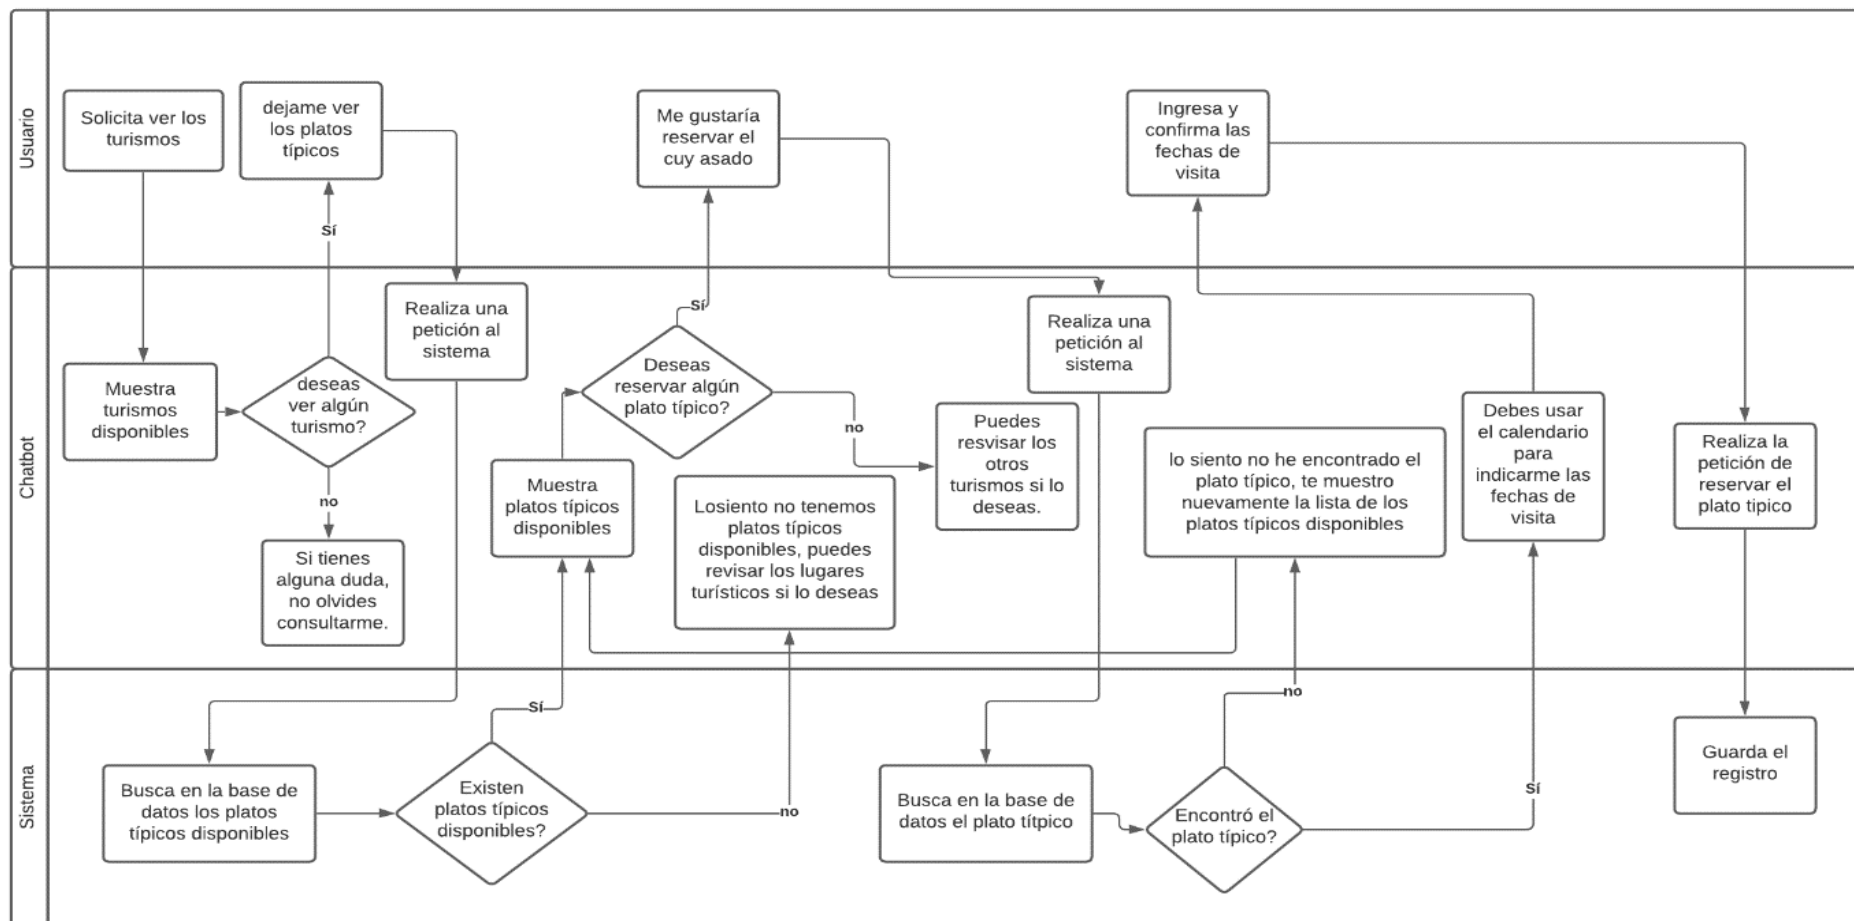 Usuario
Solicita ver los
turismos
dejame ver
los platos
típicos
Sí
Me gustaría
reservar el
cuy asado
Ingresa y
confirma las
fechas de
visita
Chatbot
Muestra
turismos
disponibles
deseas
ver algún
turismo?
no
Si tienes
alguna duda,
no olvides
consultarme.
Realiza una
petición al
sistema
Muestra
platos típicos
disponibles
Sí
Deseas
reservar algún
plato típico?
no
Losiento no tenemos
platos típicos
disponibles, puedes
revisar los lugares
turísticos si lo deseas
Puedes
resvisar los
otros
turismos si lo
deseas.
Realiza una
petición al
sistema
lo siento no he encontrado el
plato típico, te muestro
nuevamente la lista de los
platos típicos disponibles
Debes usar
el calendario
para
indicarme las
fechas de
visita
Realiza la
petición de
reservar el
plato tipico
Sistema
Busca en la base de
datos los platos
típicos disponibles
Sí
Existen
platos típicos
disponibles?
no
Busca en la base de
datos el plato títpico
no
Encontró el
plato típico?
Sí
Guarda el
registro